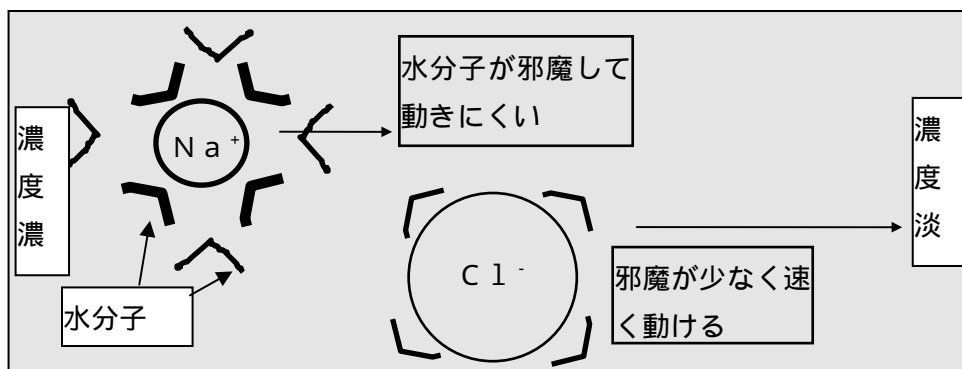 水分子が邪魔して
動きにくい
濃
度
濃
Ｎａ⁺
濃
度
淡
Ｃｌ⁻
邪魔が少なく速
く動ける
水分子